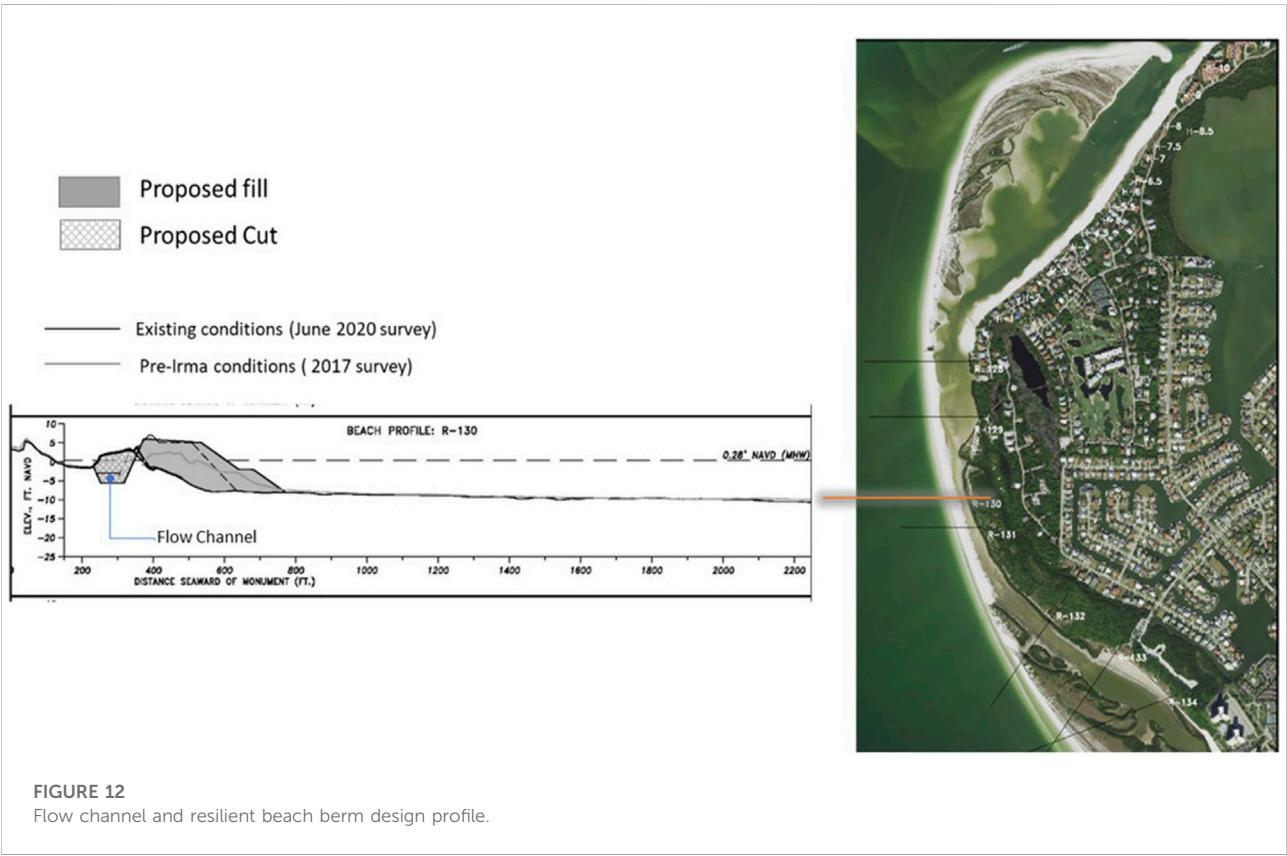 Proposed fill
Proposed Cut
Existing conditions (June 2020 survey)
Pre-Irma conditions ( 2017 survey)
BEACH PROFILE: R-130
0.28' NAVD (MHW)
ELEV., FT. NAVD
10
5
0
-5
-10
-15
-20
-25
Flow Channel
200
400
600
800
1000
1200
1400
1600
1800
2000
2200
DISTANCE SEAWARD OF MONUMENT (FT.)
H-8
H-8.5
H-7.5
H-7
H-6.5
R-129
R-130
R-131
R-132
R-133
R-134
FIGURE 12
Flow channel and resilient beach berm design profile.